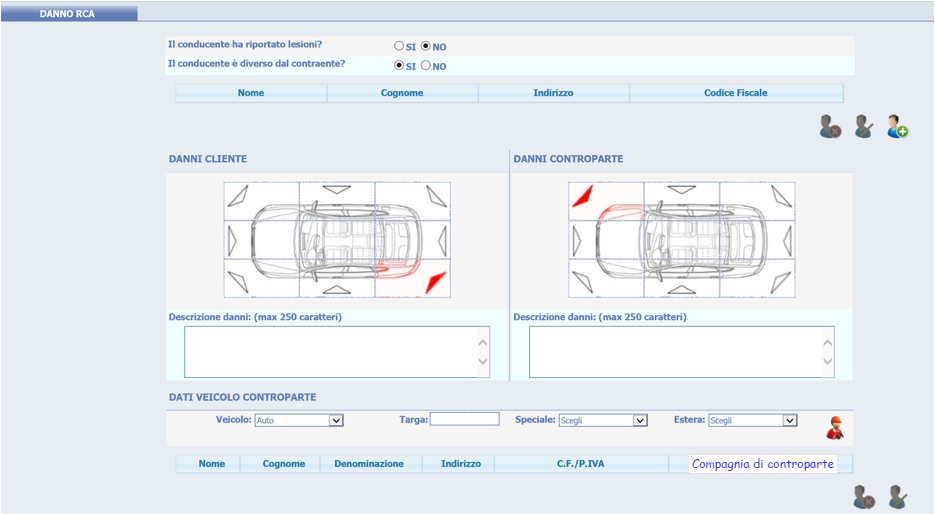 DANNO RCA
Il conducente ha riportato lesioni? SI NO
Il conducente è diverso dal contraente? SI NO
Nome Cognome Indirizzo Codice Fiscale
DANNI CLIENTE DANNI CONTROPARTE
Descrizione danni: (max 250 caratteri) Descrizione danni: (max 250 caratteri)
DATI VEICOLO CONTROPARTE
Veicolo: Auto Targa: Speciale: Scegli Estera: Scegli
Nome Cognome Denominazione Indirizzo C.F./P.IVA Compagnia di controparte